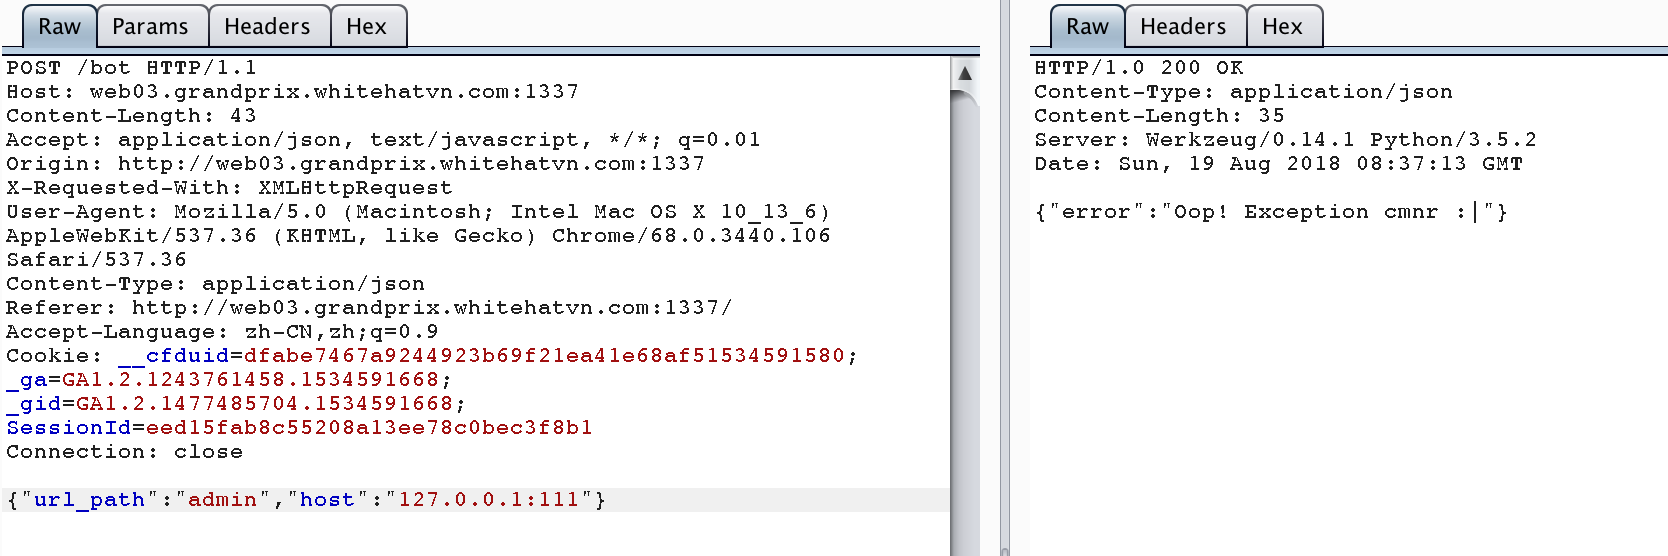 Raw Params Headers Hex
POST /bot HTTP/1.1
Host: web03.grandprix.whitehatvn.com:1337
Content-Length: 43
Accept: application/json, text/javascript, */*; q=0.01
Origin: http://web03.grandprix.whitehatvn.com:1337
X-Requested-With: XMLHttpRequest
User-Agent: Mozilla/5.0 (Macintosh; Intel Mac OS X 10_13_6)
AppleWebKit/537.36 (KHTML, like Gecko) Chrome/68.0.3440.106
Safari/537.36
Content-Type: application/json
Referer: http://web03.grandprix.whitehatvn.com:1337/
Accept-Language: zh-CN,zh;q=0.9
Cookie: __cfduid=dfabe7467a9244923b69f21ea41e68af51534591580;
_ga=GA1.2.1243761458.1534591668;
_gid=GA1.2.1477485704.1534591668;
SessionId=eed15fab8c55208a13ee78c0bec3f8b1
Connection: close
{"url_path":"admin","host":"127.0.0.1:111"}
Raw Headers Hex
HTTP/1.0 200 OK
Content-Type: application/json
Content-Length: 35
Server: Werkzeug/0.14.1 Python/3.5.2
Date: Sun, 19 Aug 2018 08:37:13 GMT
{"error":"Oop! Exception cmnr :|"}